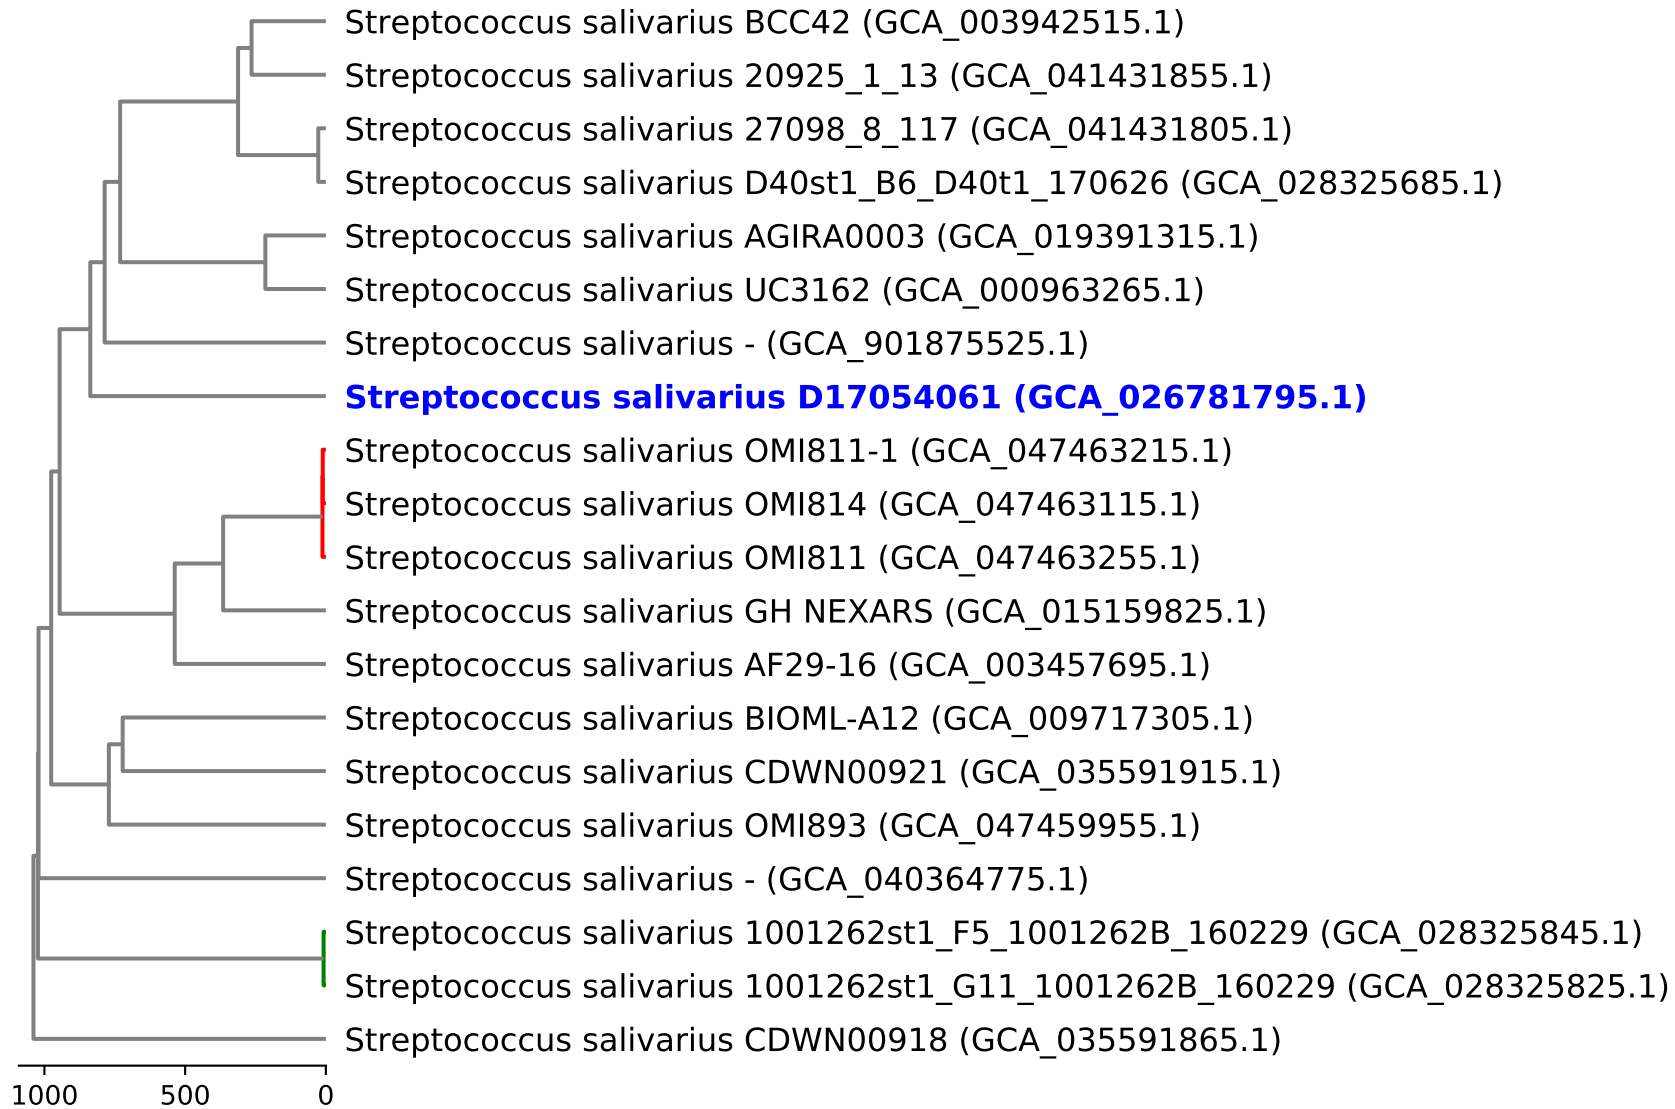 Streptococcus salivarius BCC42 (GCA_003942515.1)
Streptococcus salivarius 20925_1_13 (GCA_041431855.1)
Streptococcus salivarius 27098_8_117 (GCA_041431805.1)
Streptococcus salivarius D40st1_B6_D40t1_170626 (GCA_028325685.1)
Streptococcus salivarius AGIRA0003 (GCA_019391315.1)
Streptococcus salivarius UC3162 (GCA_000963265.1)
Streptococcus salivarius - (GCA_901875525.1)
Streptococcus salivarius D17054061 (GCA_026781795.1)
Streptococcus salivarius OMI811-1 (GCA_047463215.1)
Streptococcus salivarius OMI814 (GCA_047463115.1)
Streptococcus salivarius OMI811 (GCA_047463255.1)
Streptococcus salivarius GH NEXARS (GCA_015159825.1)
Streptococcus salivarius AF29-16 (GCA_003457695.1)
Streptococcus salivarius BIOML-A12 (GCA_009717305.1)
Streptococcus salivarius CDWN00921 (GCA_035591915.1)
Streptococcus salivarius OMI893 (GCA_047459955.1)
Streptococcus salivarius - (GCA_040364775.1)
Streptococcus salivarius 1001262st1_F5_1001262B_160229 (GCA_028325845.1)
Streptococcus salivarius 1001262st1_G11_1001262B_160229 (GCA_028325825.1)
Streptococcus salivarius CDWN00918 (GCA_035591865.1)
1000 500 0